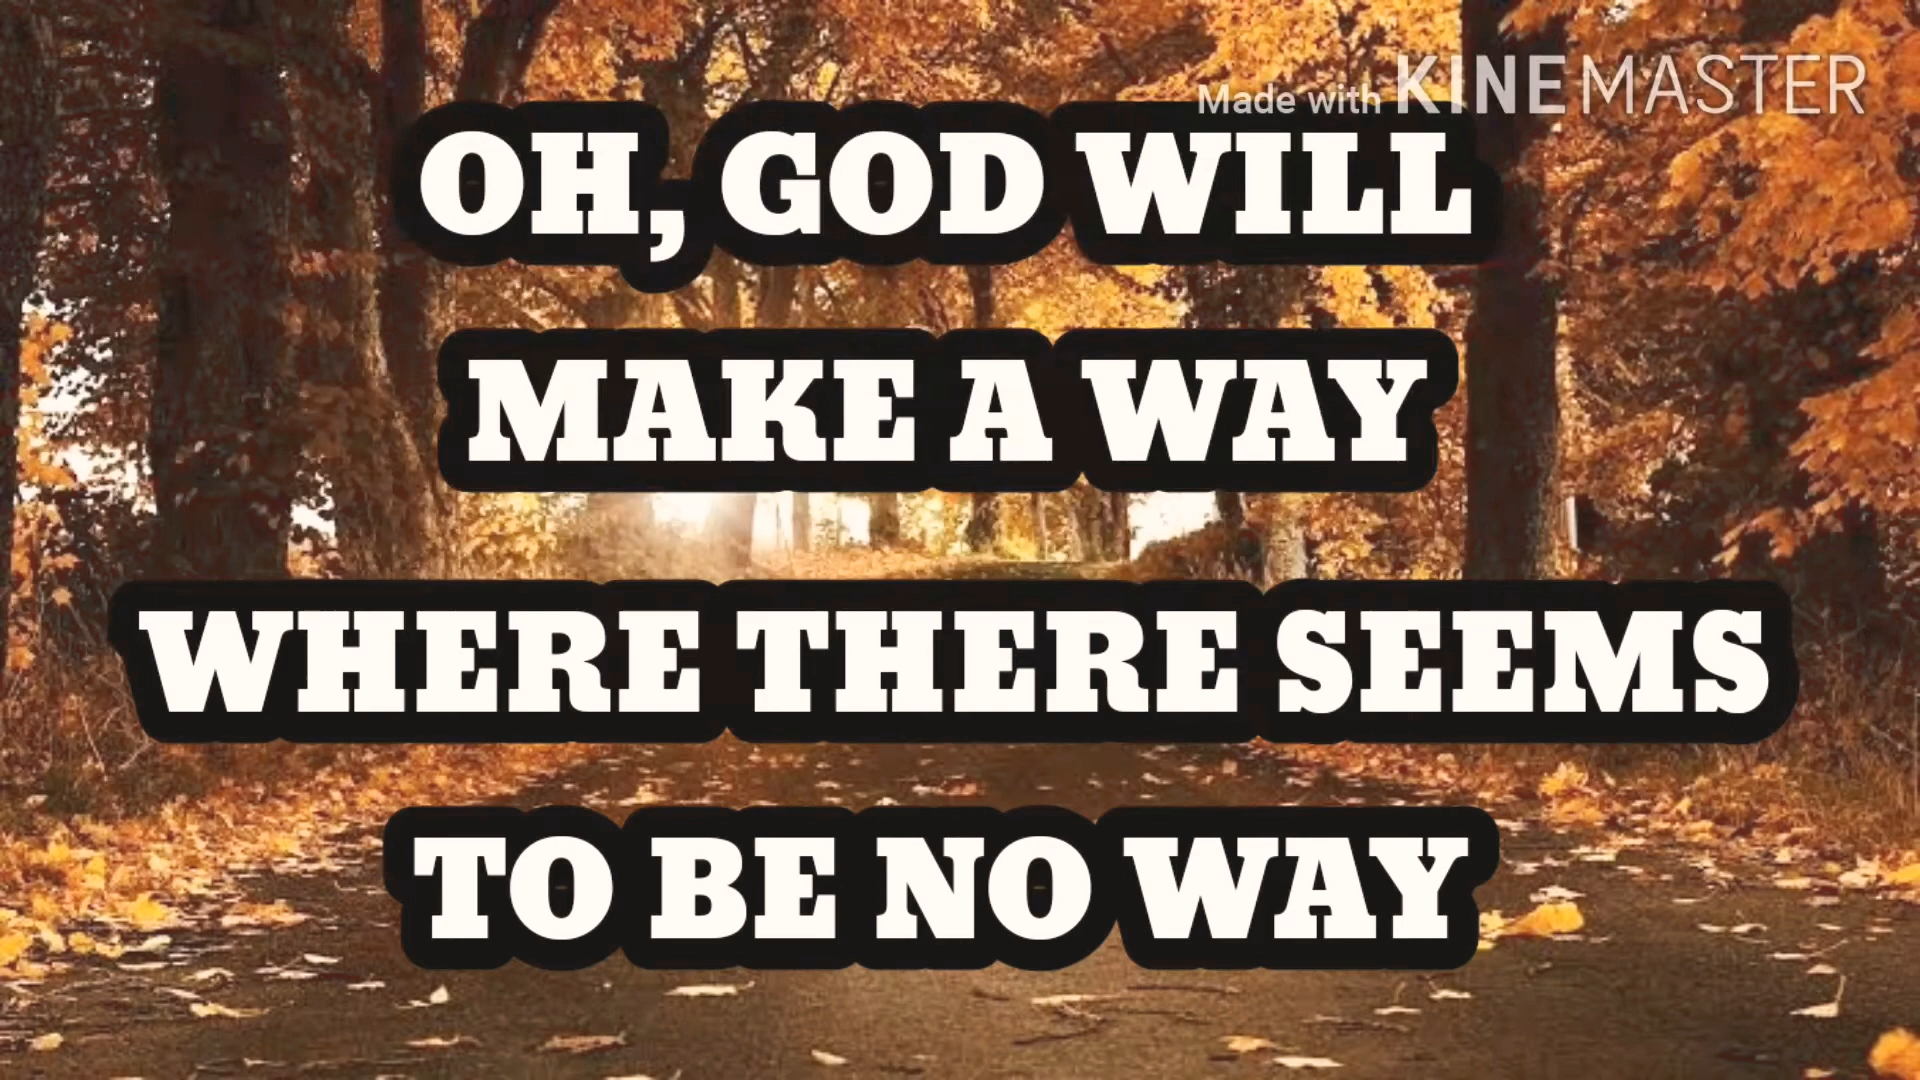 Made with KINEMASTER
OH, GOD WILL
MAKE A WAY
WHERE THERE SEEMS
TO BE NO WAY